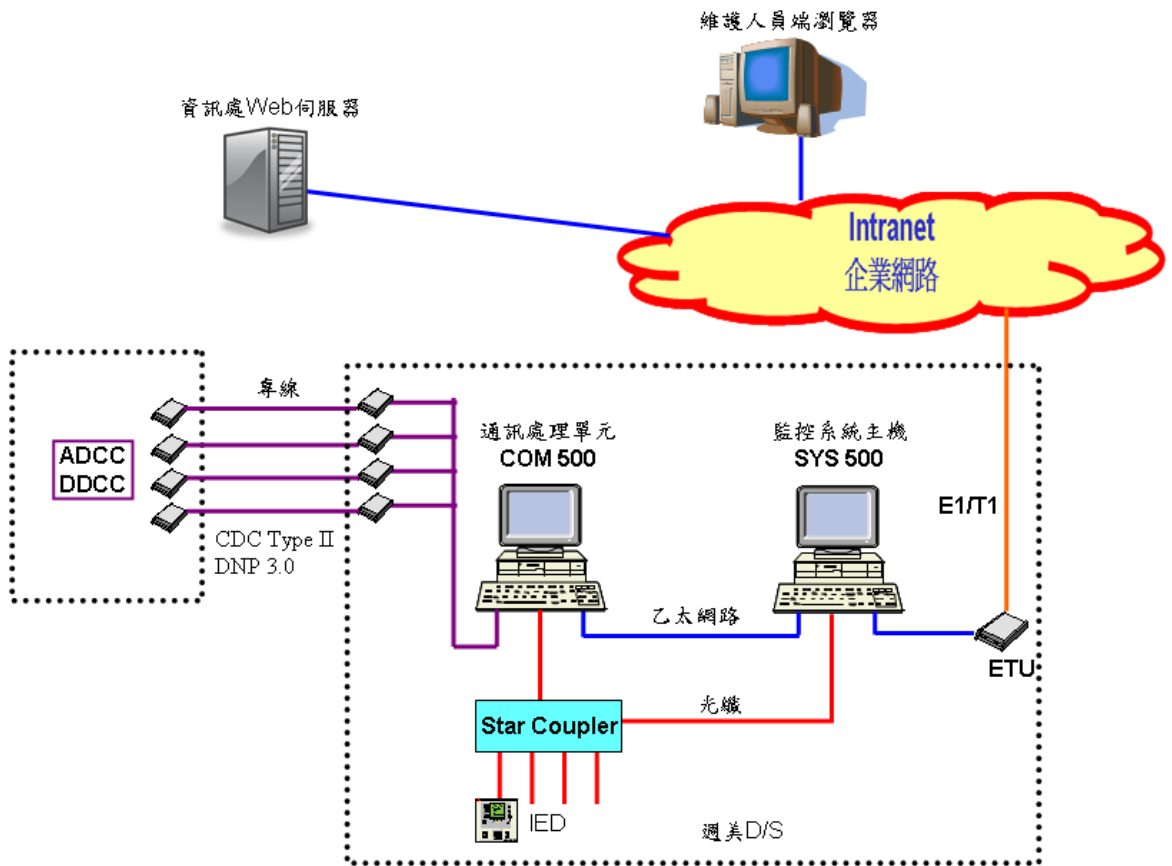 維護人員端瀏覽器
資訊處Web伺服器
Intranet
企業網路
專線
ADCC
DDCC
CDC Type II
DNP 3.0
通訊處理單元
COM 500
監控系統主機
SYS 500
E1/T1
乙太網路
ETU
光纖
Star Coupler
IED
週美D/S